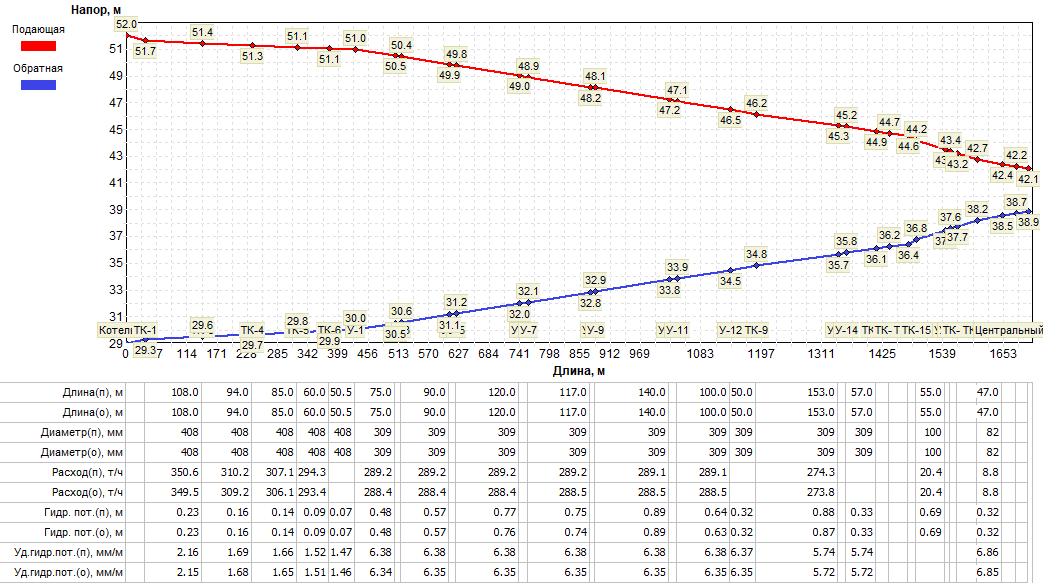 Напор, м
Подающая
Обратная
52.0 51.4 51.1 51.0 50.4 49.8 48.9 48.1 47.1 46.2 45.2 44.7 44.2 43.4 42.7 42.2
51.7 51.3 51.1 50.5 49.9 49.0 48.2 47.2 46.5 45.3 44.9 44.6 43.2 42.4 42.1
51
49
47
45
43
41
39
37
35
33
31
29
29.6 29.8 30.0 30.6 31.2 32.1 32.9 33.9 34.8 35.8 36.2 36.8 37.6 38.2 38.7
29.3 29.7 29.9 30.5 31.1 32.0 32.8 33.8 34.5 35.7 36.1 36.4 37.7 38.5 38.9
Котел ТК-1 ТК-4 ТК-6 У-1 У У-7 У-9 У У-11 У-12 ТК-9 У У-14 ТК ТК- Т ТК-15 ТК- Центральный
0 114 171 228 285 342 399 456 513 570 627 684 741 798 855 912 969 1083 1197 1311 1425 1539 1653
Длина, м
Длина(п), м 108.0 94.0 85.0 60.0 50.5 75.0 90.0 120.0 117.0 140.0 100.0 50.0 153.0 57.0 55.0 47.0
Длина(о), м 108.0 94.0 85.0 60.0 50.5 75.0 90.0 120.0 117.0 140.0 100.0 50.0 153.0 57.0 55.0 47.0
Диаметр(п), мм 408 408 408 408 408 309 309 309 309 309 309 309 309 309 100 82
Диаметр(о), мм 408 408 408 408 408 309 309 309 309 309 309 309 309 309 100 82
Расход(п), т/ч 350.6 310.2 307.1 294.3 289.2 289.2 289.2 289.2 289.1 289.1 274.3 20.4 8.8
Расход(о), т/ч 349.5 309.2 306.1 293.4 288.4 288.4 288.4 288.5 288.5 288.5 273.8 20.4 8.8
Гидр. пот.(п), м 0.23 0.16 0.14 0.09 0.07 0.48 0.57 0.77 0.75 0.89 0.64 0.32 0.88 0.33 0.69 0.32
Гидр. пот.(о), м 0.23 0.16 0.14 0.09 0.07 0.48 0.57 0.76 0.74 0.89 0.63 0.32 0.87 0.33 0.69 0.32
Уд.гидр.пот.(п), мм/м 2.16 1.69 1.66 1.52 1.47 6.38 6.38 6.38 6.38 6.38 6.38 6.37 5.74 5.74 6.86
Уд.гидр.пот.(о), мм/м 2.15 1.68 1.65 1.51 1.46 6.34 6.35 6.35 6.35 6.35 6.35 6.35 5.72 5.72 6.85